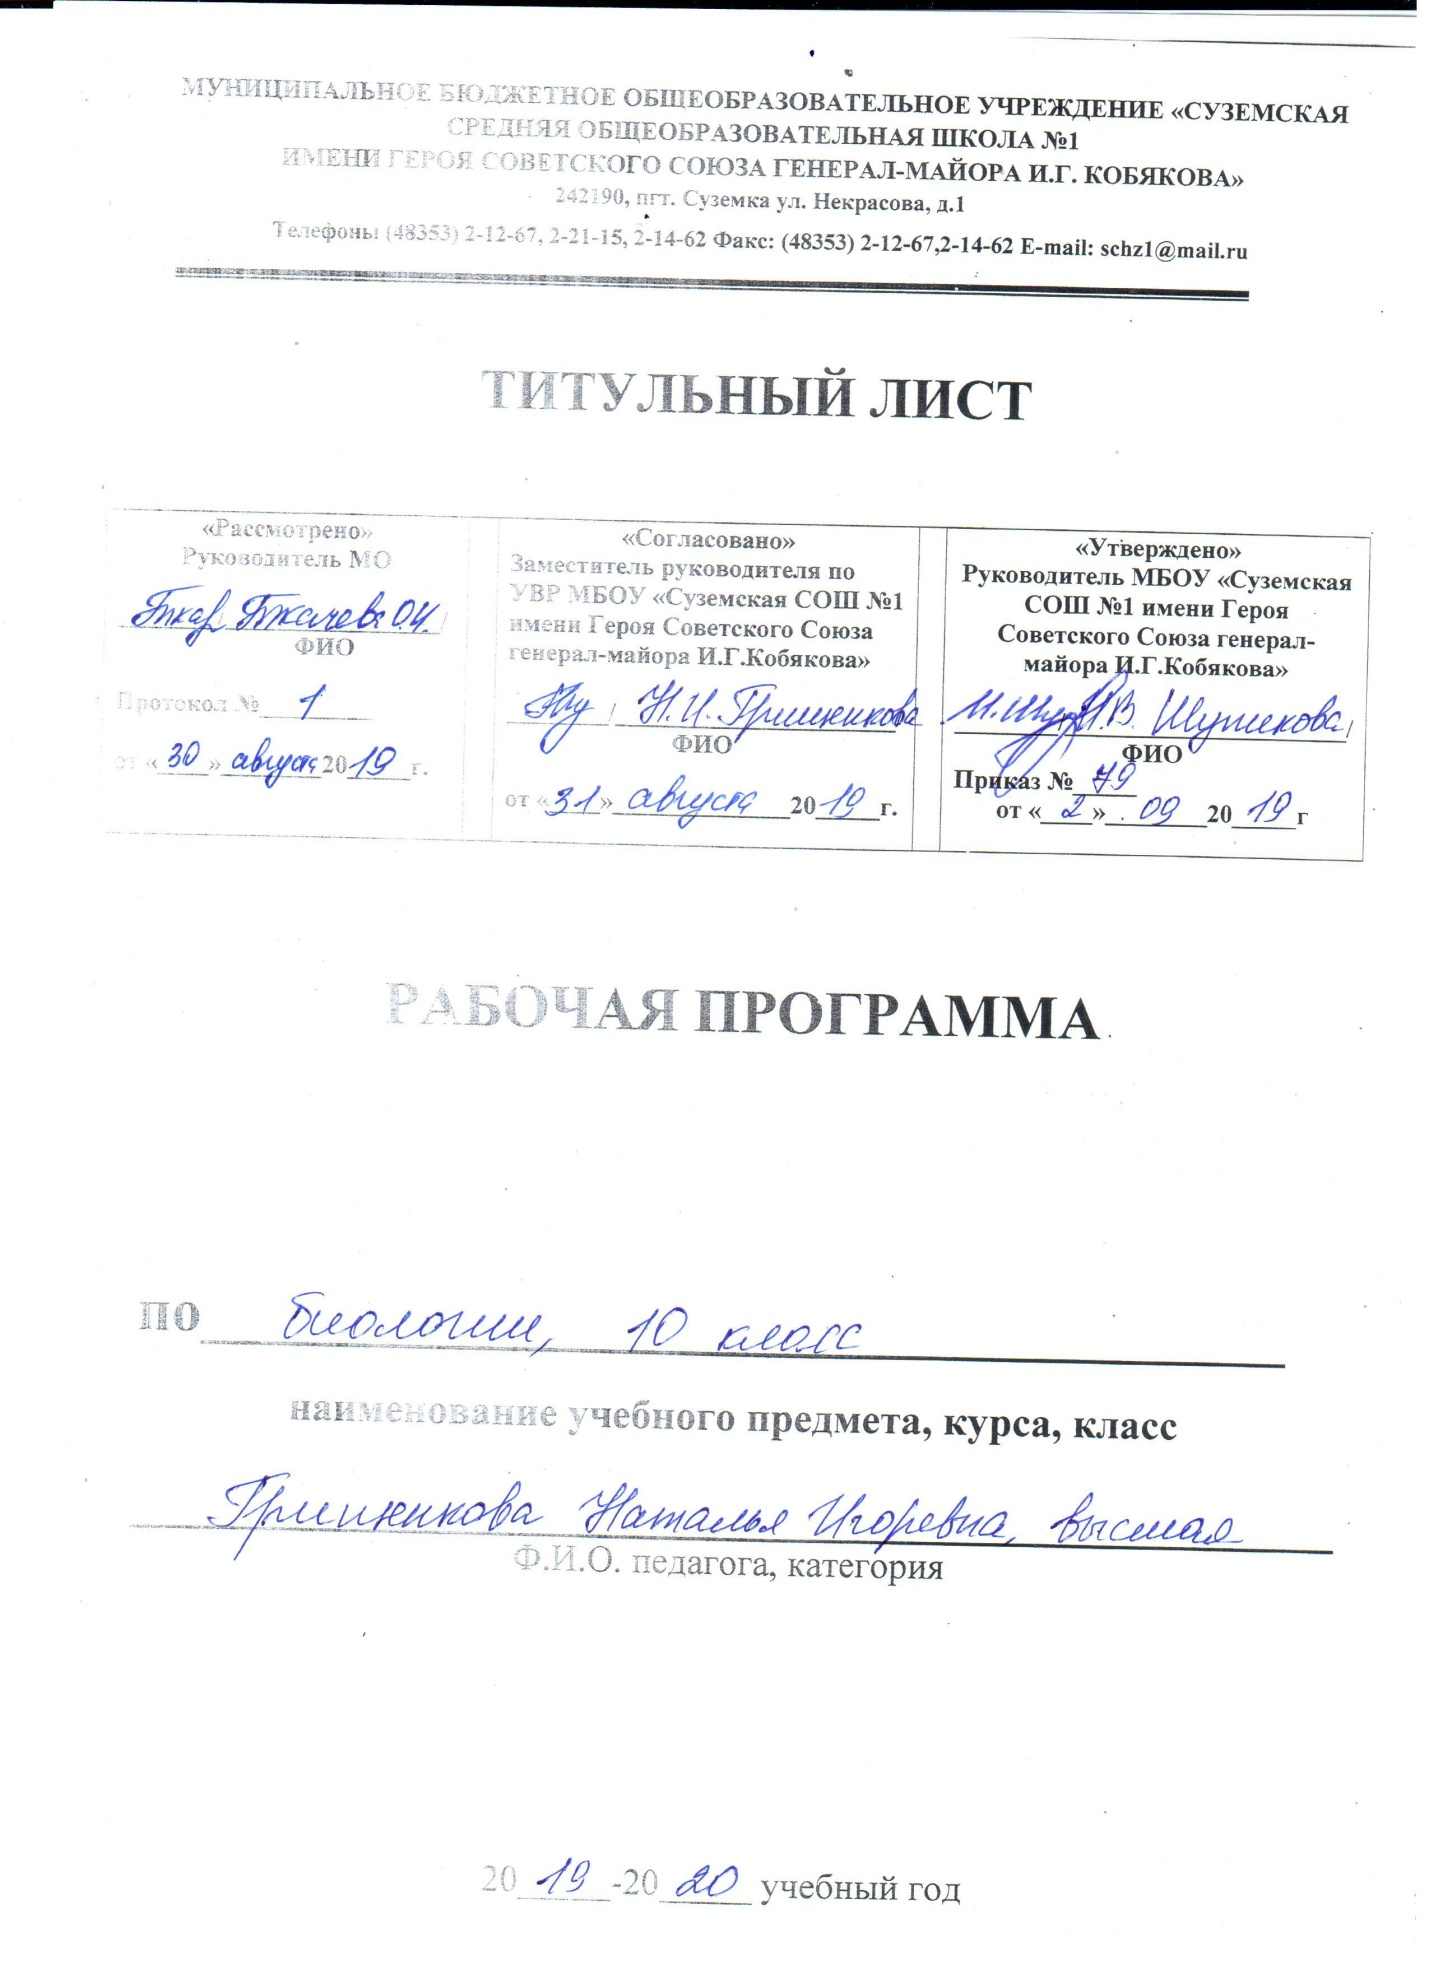 МУНИЦИПАЛЬНОЕ БЮДЖЕТНОЕ ОБЩЕОБРАЗОВАТЕЛЬНОЕ УЧРЕЖДЕНИЕ «СУЗЕМСКАЯ
СРЕДНЯЯ ОБЩЕОБРАЗОВАТЕЛЬНАЯ ШКОЛА №1
ИМЕНИ ГЕРОЯ СОВЕТСКОГО СОЮЗА ГЕНЕРАЛ-МАЙОРА И.Г. КОБЯКОВА»
242190, пгт. Суземка ул. Некрасова, д.1
Телефоны (48353) 2-12-67, 2-21-15, 2-14-62 Факс: (48353) 2-12-67,2-14-62 E-mail: schz1@mail.ru
ТИТУЛЬНЫЙ ЛИСТ
«Рассмотрено»
Руководитель МО
Ткачева О.И.
ФИО
Протокол № 1
от «30» августа 2019 г.
«Согласовано»
Заместитель руководителя по
УВР МБОУ «Суземская СОШ №1
имени Героя Советского Союза
генерал-майора И.Г.Кобякова»
/ Н.И.
ФИО
от «31» августа 2019 г.
«Утверждено»
Руководитель МБОУ «Суземская
СОШ №1 имени Героя
Советского Союза генерал-
майора И.Г.Кобякова»
/
ФИО
Приказ № 79
от «2» 09 2019 г
РАБОЧАЯ ПРОГРАММА
ПО биологии, 10 класс
наименование учебного предмета, курса, класс
Наталья Игоревна, высшая
Ф.И.О. педагога, категория
2019-2020 учебный год